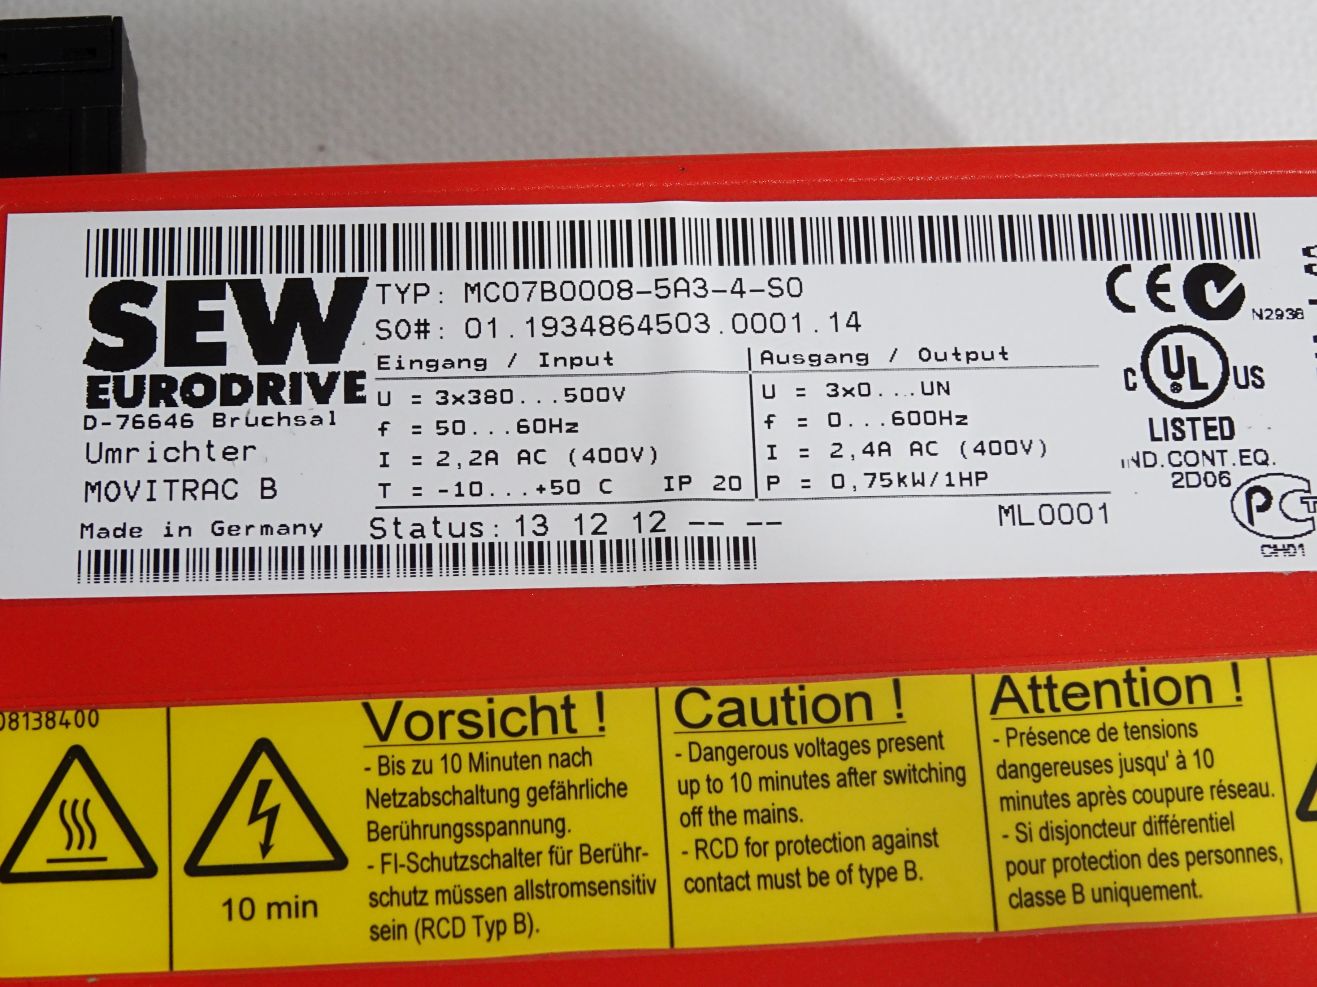 SEW
EURODRIVE
D-76646 Bruchsal
Umrichter
MOVITRAC B
Made in Germany
TYP: MC07B0008-5A3-4-S0
SO#: 01.1934864503.0001.14
Eingang / Input
U = 3x380...500V
f = 50...60Hz
I = 2,2A AC (400V)
T = -10...+50 C IP 20
Ausgang / Output
U = 3x0...UN
f = 0...600Hz
I = 2,4A AC (400V)
P = 0,75kW/1HP
Status: 13 12 12 -- --
ML0001
CE
N2936
C UL US
LISTED
IND.CONT.EQ.
2D06
PCT
CH01
08138400
10 min
Vorsicht !
- Bis zu 10 Minuten nach
Netzabschaltung gefährliche
Berührungsspannung.
- FI-Schutzschalter für Berühr-
schutz müssen allstromsensitiv
sein (RCD Typ B).
Caution !
- Dangerous voltages present
up to 10 minutes after switching
off the mains.
- RCD for protection against
contact must be of type B.
Attention !
- Présence de tensions
dangereuses jusqu' à 10
minutes après coupure réseau.
- Si disjoncteur différentiel
pour protection des personnes,
classe B uniquement.